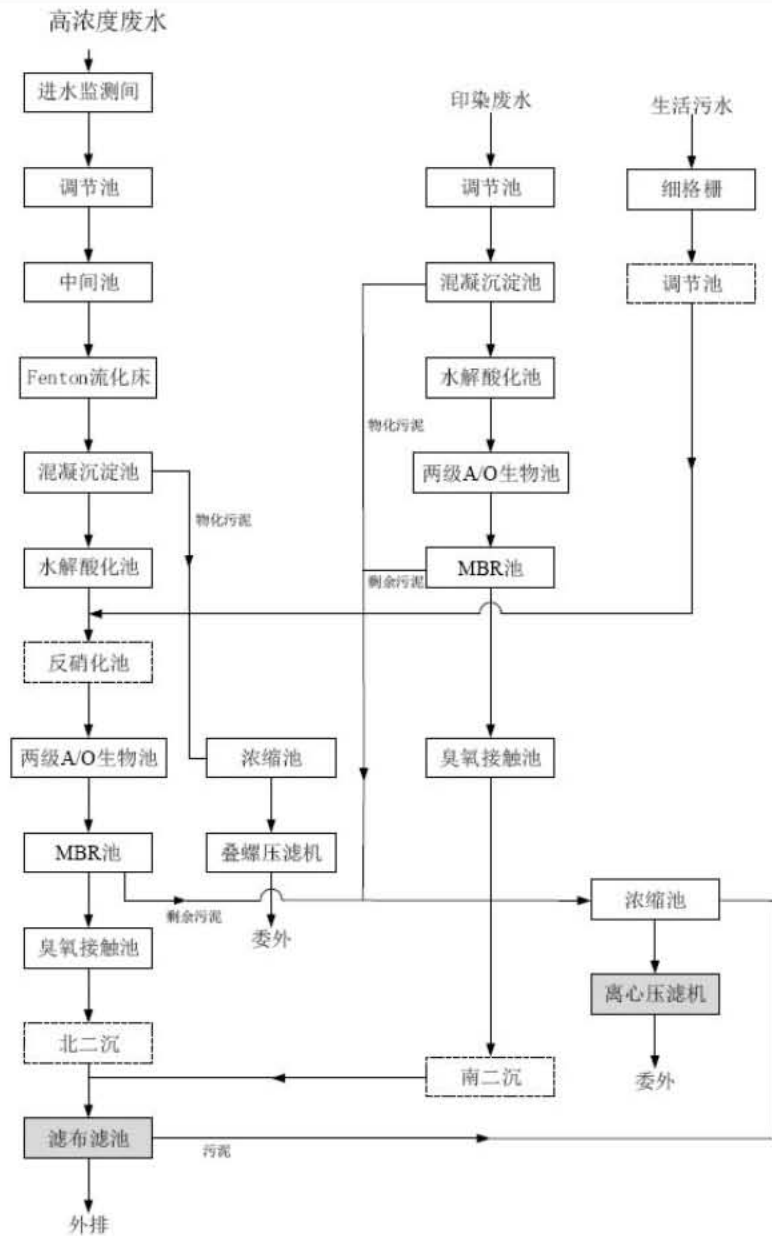 高浓度废水
进水监测间
印染废水
生活污水
调节池
调节池
细格栅
中间池
混凝沉淀池
调节池
Fenton流化床
水解酸化池
物化污泥
混凝沉淀池
两级A/O生物池
物化污泥
水解酸化池
剩余污泥
MBR池
反硝化池
两级A/O生物池
浓缩池
臭氧接触池
MBR池
叠螺压滤机
剩余污泥
浓缩池
臭氧接触池
委外
离心压滤机
北二沉
南二沉
委外
滤布滤池
污泥
外排